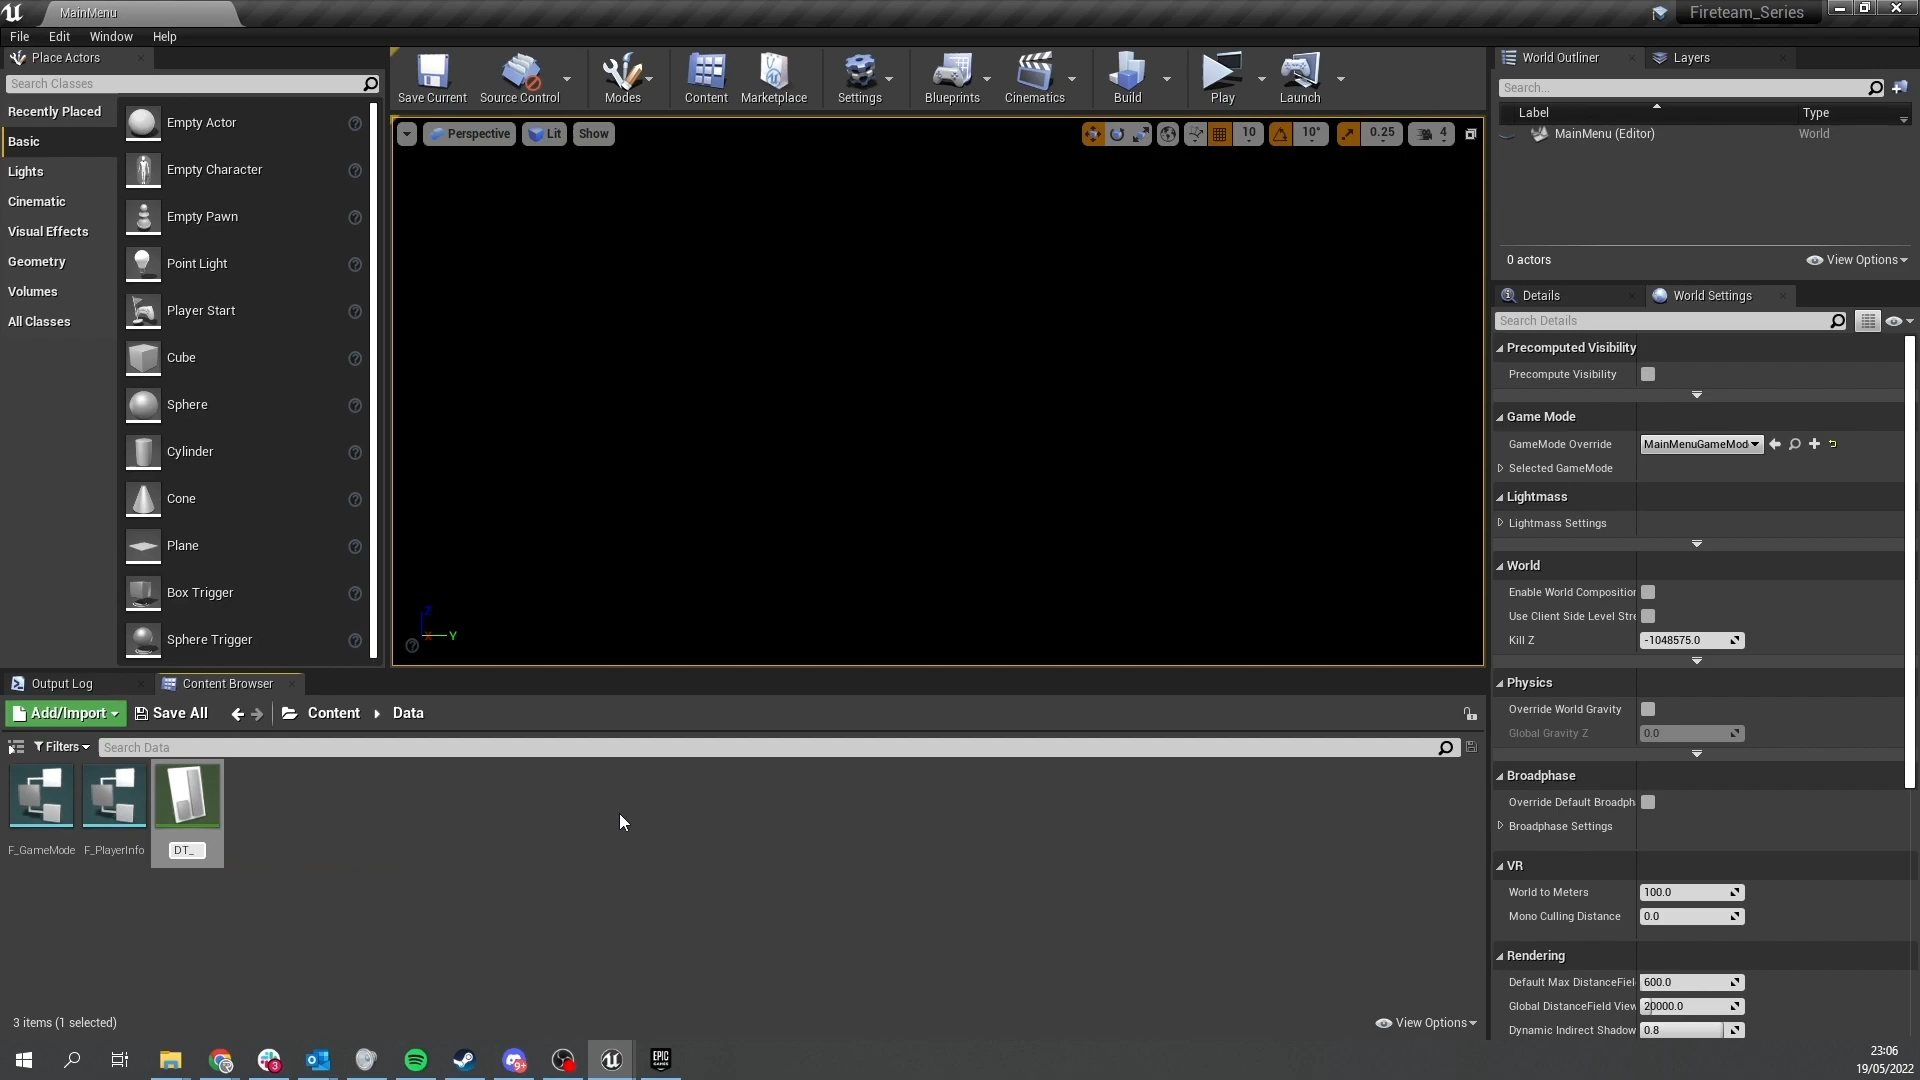 MainMenu
Fireteam_Series
File Edit Window Help
Place Actors
Search Classes
Recently Placed
Basic
Lights
Cinematic
Visual Effects
Geometry
Volumes
All Classes
Empty Actor
Empty Character
Empty Pawn
Point Light
Player Start
Cube
Sphere
Cylinder
Cone
Plane
Box Trigger
Sphere Trigger
Save Current
Source Control
Modes
Content
Marketplace
Settings
Blueprints
Cinematics
Build
Play
Launch
Perspective Lit Show
10 10° 0.25 4
Z
X Y
World Outliner Layers
Search...
Label Type
MainMenu (Editor) World
0 actors View Options
Details World Settings
Search Details
Precomputed Visibility
Precompute Visibility
Game Mode
GameMode Override MainMenuGameMod
Selected GameMode
Lightmass
Lightmass Settings
World
Enable World Composition
Use Client Side Level Stre
Kill Z -1048575.0
Physics
Override World Gravity
Global Gravity Z 0.0
Broadphase
Override Default Broadph
Broadphase Settings
VR
World to Meters 100.0
Mono Culling Distance 0.0
Rendering
Default Max DistanceFiel 600.0
Global DistanceField View 20000.0
Dynamic Indirect Shadow 0.8
Output Log Content Browser
Add/Import Save All Content Data
Filters Search Data
F_GameMode F_PlayerInfo DT_
3 items (1 selected) View Options
3
9+
EPIC GAMES
23:06
19/05/2022